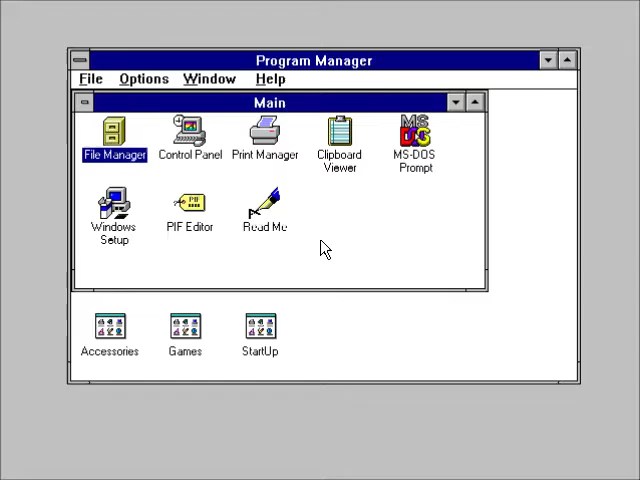 Program Manager
File Options Window Help
Main
File Manager
Control Panel
Print Manager
Clipboard
Viewer
MS-DOS
Prompt
Windows
Setup
PIF Editor
Read Me
Accessories
Games
StartUp
MS
DOS
PIF